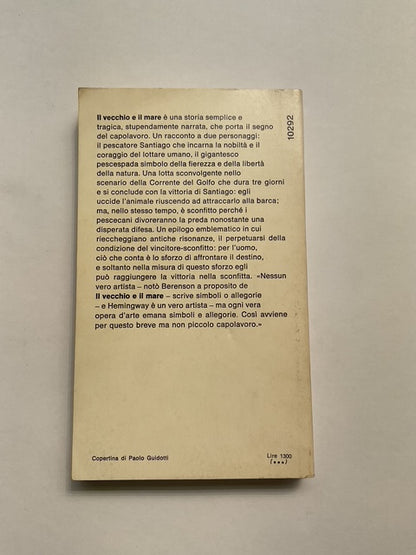 Il vecchio e il mare è una storia semplice e
tragica, stupendamente narrata, che porta il segno
del capolavoro. Un racconto a due personaggi:
il pescatore Santiago che incarna la nobiltà e il
coraggio del lottare umano, il gigantesco
pescespada simbolo della fierezza e della libertà
della natura. Una lotta sconvolgente nello
scenario della Corrente del Golfo che dura tre giorni
e si conclude con la vittoria di Santiago: egli
uccide l'animale riuscendo ad attraccarlo alla barca;
ma, nello stesso tempo, è sconfitto perché i
pescecani divoreranno la preda nonostante una
disperata difesa. Un epilogo emblematico in cui
riecheggiano antiche risonanze, il perpetuarsi della
condizione del vincitore-sconfitto: per l'uomo,
ciò che conta è lo sforzo di affrontare il destino,
e soltanto nella misura di questo sforzo egli
può raggiungere la vittoria nella sconfitta. «Nessun
vero artista – notò Berenson a proposito de
Il vecchio e il mare – scrive simboli o allegorie
– e Hemingway è un vero artista – ma ogni vera
opera d'arte emana simboli e allegorie. Così avviene
per questo breve ma non piccolo capolavoro.»
10292
Copertina di Paolo Guidotti
Lire 1300
(***)